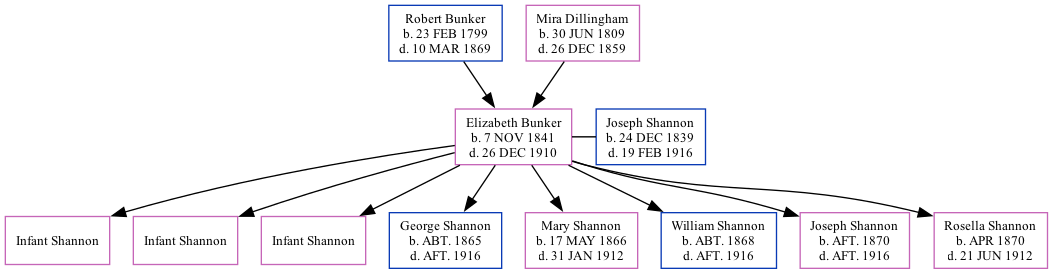 Robert Bunker
b. 23 FEB 1799
d. 10 MAR 1869
Mira Dillingham
b. 30 JUN 1809
d. 26 DEC 1859
Elizabeth Bunker
b. 7 NOV 1841
d. 26 DEC 1910
Joseph Shannon
b. 24 DEC 1839
d. 19 FEB 1916
Infant Shannon
Infant Shannon
Infant Shannon
George Shannon
b. ABT. 1865
d. AFT. 1916
Mary Shannon
b. 17 MAY 1866
d. 31 JAN 1912
William Shannon
b. ABT. 1868
d. AFT. 1916
Joseph Shannon
b. AFT. 1870
d. AFT. 1916
Rosella Shannon
b. APR 1870
d. 21 JUN 1912